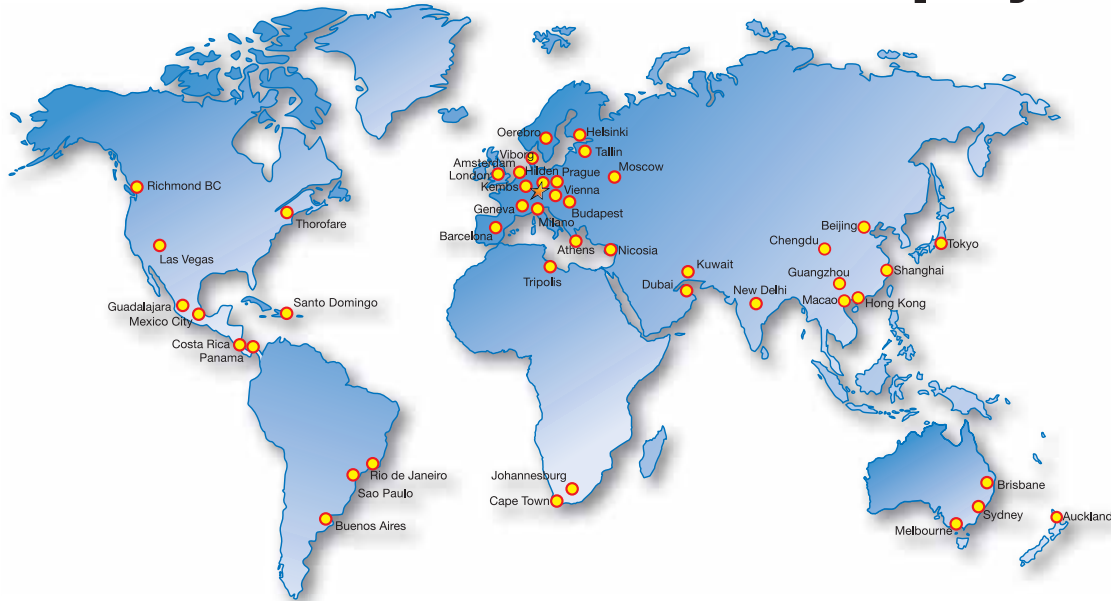 Oerebro
Helsinki
Viborg
Tallin
Amsterdam
Moscow
London
Hilden
Prague
Kembs
Vienna
Richmond BC
Geneva
Budapest
Thorofare
Milano
Barcelona
Beijing
Athens
Nicosia
Chengdu
Tokyo
Las Vegas
Tripolis
Kuwait
Guangzhou
Shanghai
Dubai
New Delhi
Guadalajara
Santo Domingo
Macao
Hong Kong
Mexico City
Costa Rica
Panama
Rio de Janeiro
Johannesburg
Sao Paulo
Cape Town
Brisbane
Buenos Aires
Sydney
Auckland
Melbourne